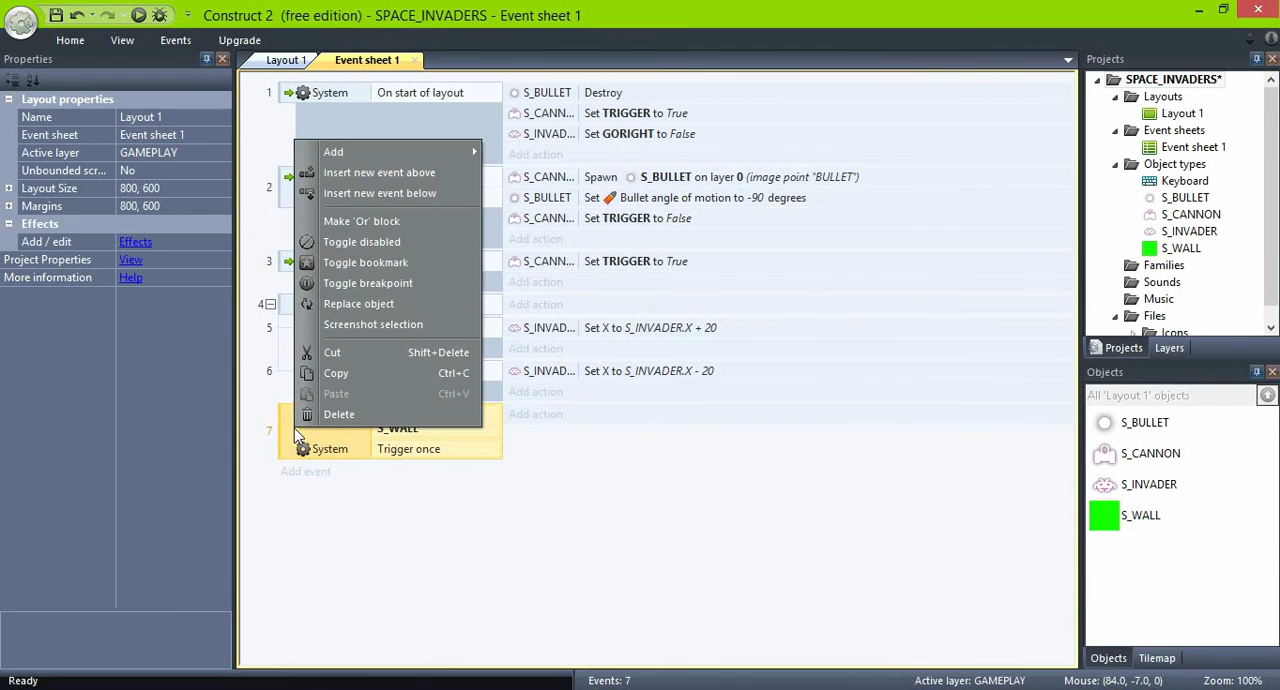 Construct 2 (free edition) - SPACE_INVADERS - Event sheet 1
Home View Events Upgrade
Properties
Layout properties
Name Layout 1
Event sheet Event sheet 1
Active layer GAMEPLAY
Unbounded scr... No
Layout Size 800, 600
Margins 800, 600
Effects
Add / edit Effects
Project Properties View
More information Help
Layout 1 Event sheet 1
1 System On start of layout S_BULLET Destroy
S_CANN... Set TRIGGER to True
S_INVAD... Set GORIGHT to False
Add action
2 S_CANN... Spawn S_BULLET on layer 0 (image point "BULLET")
S_BULLET Set Bullet angle of motion to -90 degrees
S_CANN... Set TRIGGER to False
Add action
3 S_CANN... Set TRIGGER to True
Add action
4 Add action
5 S_INVAD... Set X to S_INVADER.X + 20
Add action
6 S_INVAD... Set X to S_INVADER.X - 20
Add action
7 S_WALL Add action
System Trigger once
Add event
Add
Insert new event above
Insert new event below
Make 'Or' block
Toggle disabled
Toggle bookmark
Toggle breakpoint
Replace object
Screenshot selection
Cut Shift+Delete
Copy Ctrl+C
Paste Ctrl+V
Delete
Projects
SPACE_INVADERS*
Layouts
Layout 1
Event sheets
Event sheet 1
Object types
Keyboard
S_BULLET
S_CANNON
S_INVADER
S_WALL
Families
Sounds
Music
Files
Icons
Projects Layers
Objects
All 'Layout 1' objects
S_BULLET
S_CANNON
S_INVADER
S_WALL
Objects Tilemap
Ready Events: 7 Active layer: GAMEPLAY Mouse: (84.0, -7.0, 0) Zoom: 100%